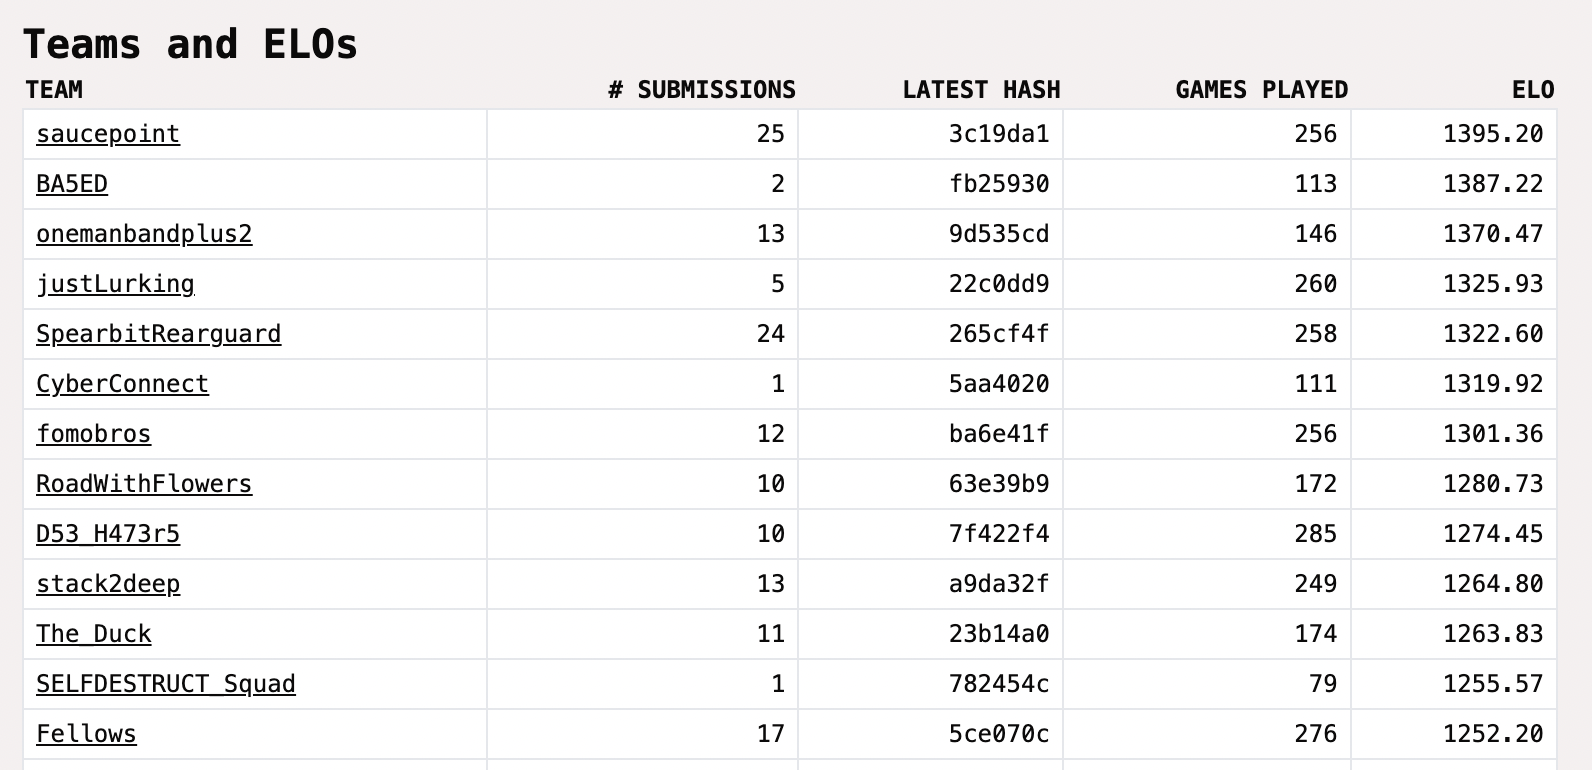 Teams and ELOs
TEAM # SUBMISSIONS LATEST HASH GAMES PLAYED ELO
saucepoint 25 3c19da1 256 1395.20
BA5ED 2 fb25930 113 1387.22
onemanbandplus2 13 9d535cd 146 1370.47
justLurking 5 22c0dd9 260 1325.93
SpearbitRearguard 24 265cf4f 258 1322.60
CyberConnect 1 5aa4020 111 1319.92
fomobros 12 ba6e41f 256 1301.36
RoadWithFlowers 10 63e39b9 172 1280.73
D53_H473r5 10 7f422f4 285 1274.45
stack2deep 13 a9da32f 249 1264.80
The_Duck 11 23b14a0 174 1263.83
SELFDESTRUCT_Squad 1 782454c 79 1255.57
Fellows 17 5ce070c 276 1252.20